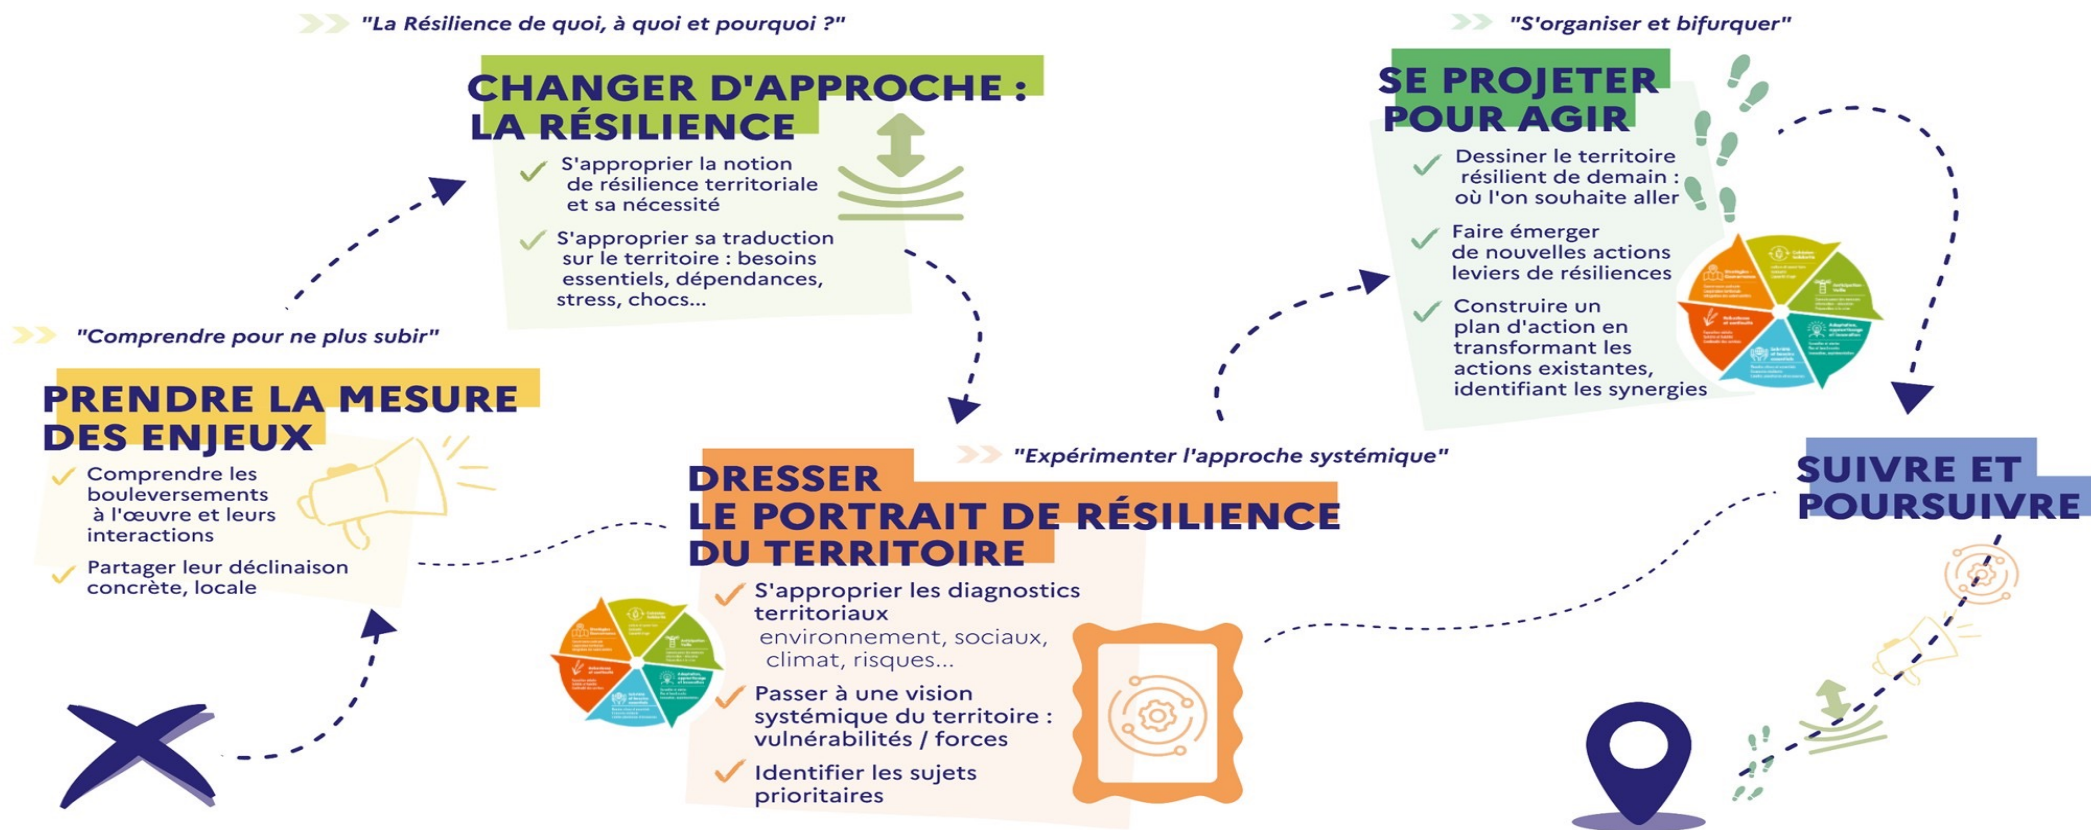 "Comprendre pour ne plus subir"
PRENDRE LA MESURE
DES ENJEUX
Comprendre les
bouleversements
à l'œuvre et leurs
interactions
Partager leur déclinaison
concrète, locale
"La Résilience de quoi, à quoi et pourquoi ?"
CHANGER D'APPROCHE :
LA RÉSILIENCE
S'approprier la notion
de résilience territoriale
et sa nécessité
S'approprier sa traduction
sur le territoire : besoins
essentiels, dépendances,
stress, chocs...
"Expérimenter l'approche systémique"
DRESSER
LE PORTRAIT DE RÉSILIENCE
DU TERRITOIRE
S'approprier les diagnostics
territoriaux
environnement, sociaux,
climat, risques...
Passer à une vision
systémique du territoire :
vulnérabilités / forces
Identifier les sujets
prioritaires
"S'organiser et bifurquer"
SE PROJETER
POUR AGIR
Dessiner le territoire
résilient de demain :
où l'on souhaite aller
Faire émerger
de nouvelles actions
leviers de résiliences
Construire un
plan d'action en
transformant les
actions existantes,
identifiant les synergies
SUIVRE ET
POURSUIVRE